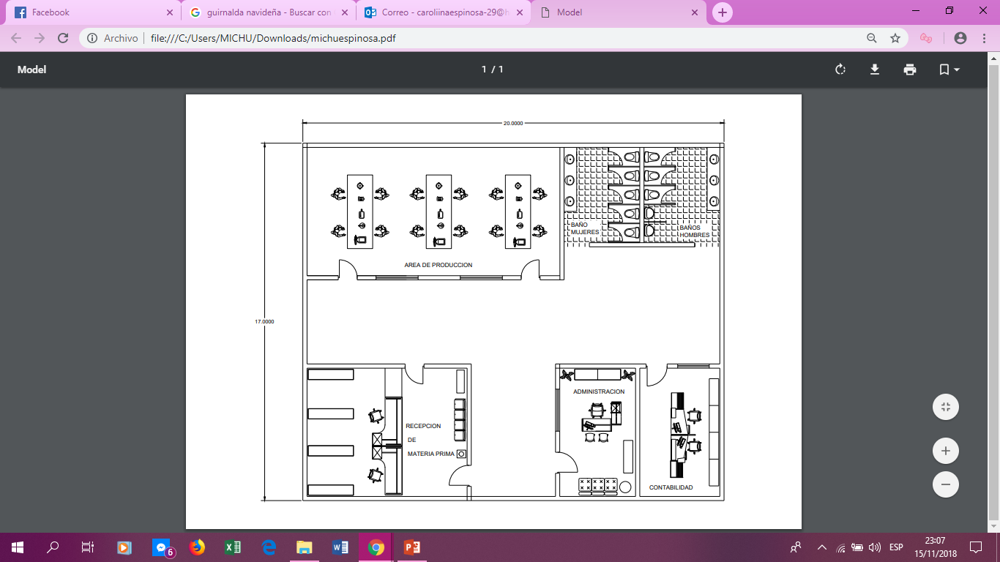 Facebook
guirnalda navideña - Buscar con
Correo - caroliinaespinosa-29@h
Model
Archivo
file:///C:/Users/MICHU/Downloads/michuespinosa.pdf
Model
1 / 1
20.0000
17.0000
BAÑO
MUJERES
BAÑOS
HOMBRES
AREA DE PRODUCCION
ADMINISTRACION
RECEPCION
DE
MATERIA PRIMA
CONTABILIDAD
6
ESP
23:07
15/11/2018